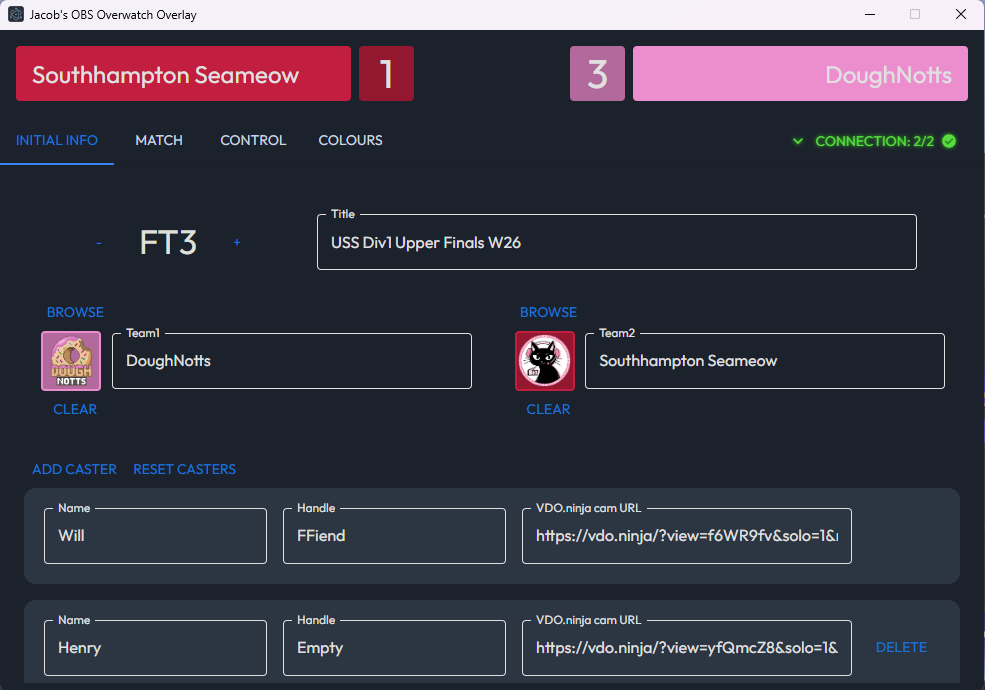 Jacob's OBS Overwatch Overlay
Southhampton Seameow 1 3 DoughNotts
INITIAL INFO MATCH CONTROL COLOURS CONNECTION: 2/2
Title
- FT3 + USS Div1 Upper Finals W26
BROWSE BROWSE
Team1 Team2
DOUGH NOTTS DoughNotts Southhampton Seameow
CLEAR CLEAR
ADD CASTER RESET CASTERS
Name Handle VDO.ninja cam URL
Will FFiend https://vdo.ninja/?view=f6WR9fv&solo=1&
Name Handle VDO.ninja cam URL
Henry Empty https://vdo.ninja/?view=yfQmcZ8&solo=1& DELETE